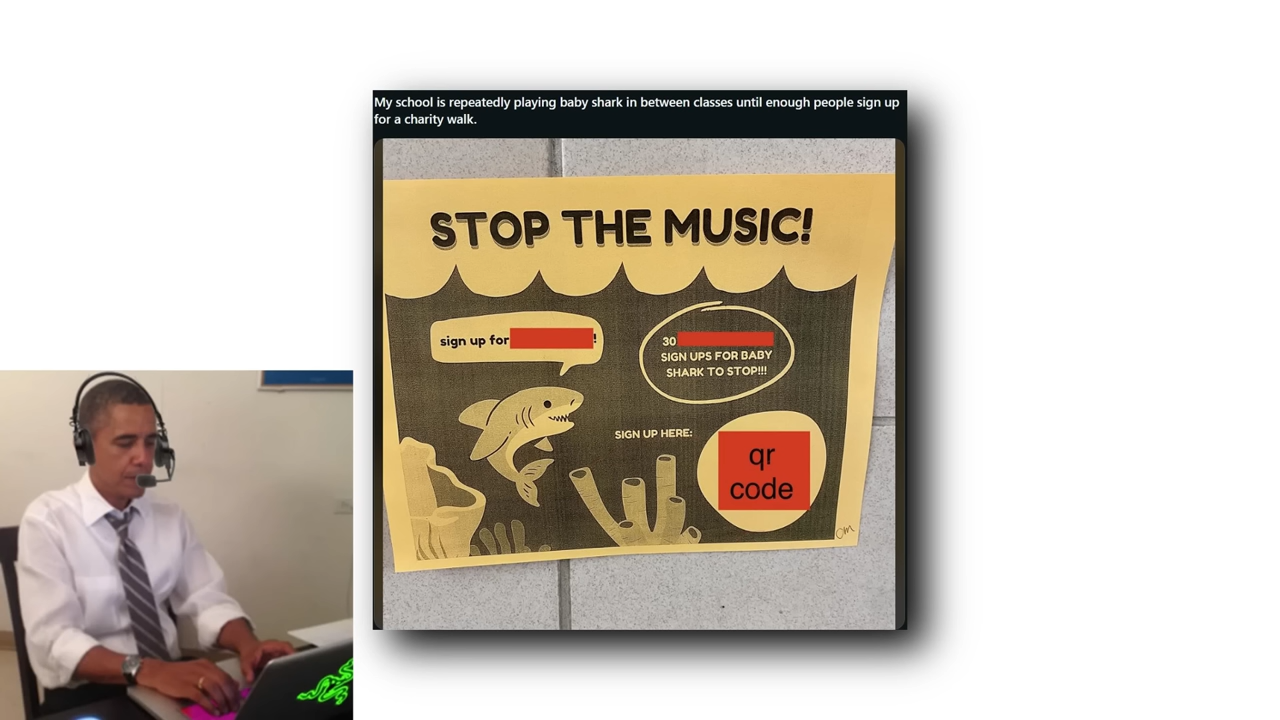 My school is repeatedly playing baby shark in between classes until enough people sign up
for a charity walk.
STOP THE MUSIC!
sign up for !
30
SIGN UPS FOR BABY
SHARK TO STOP!!!
SIGN UP HERE:
qr
code
om